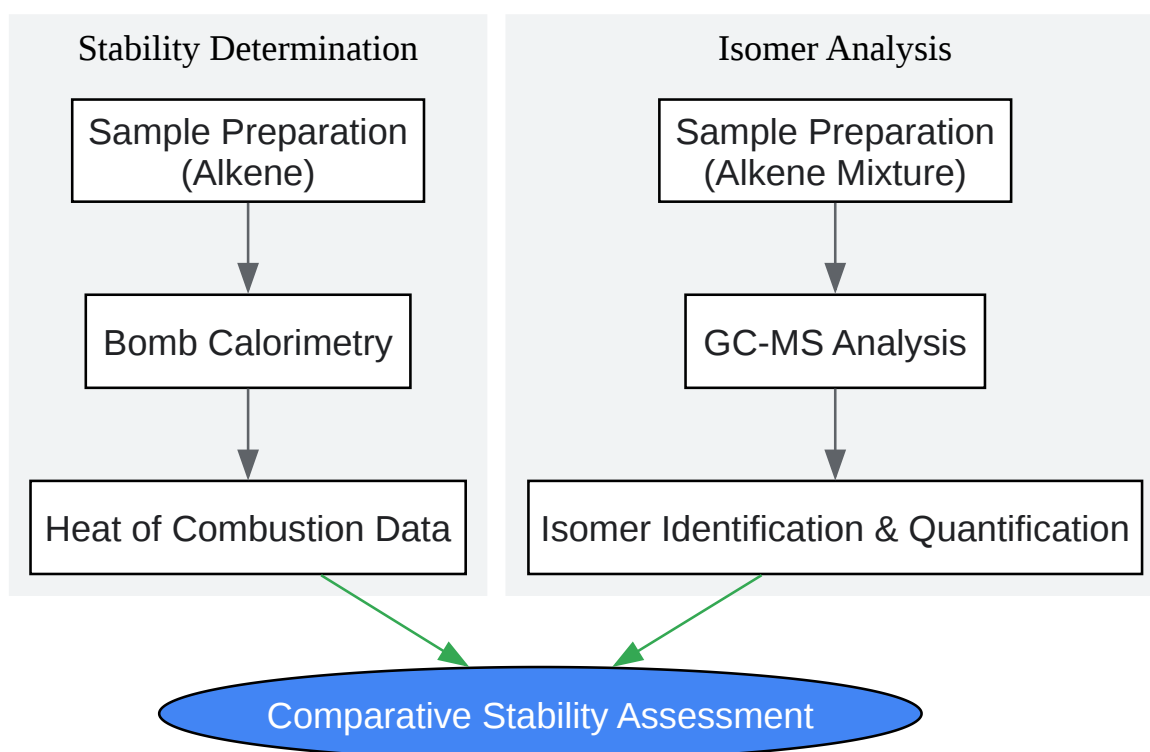 Stability Determination
Sample Preparation
(Alkene)
Bomb Calorimetry
Heat of Combustion Data
Isomer Analysis
Sample Preparation
(Alkene Mixture)
GC-MS Analysis
Isomer Identification & Quantification
Comparative Stability Assessment